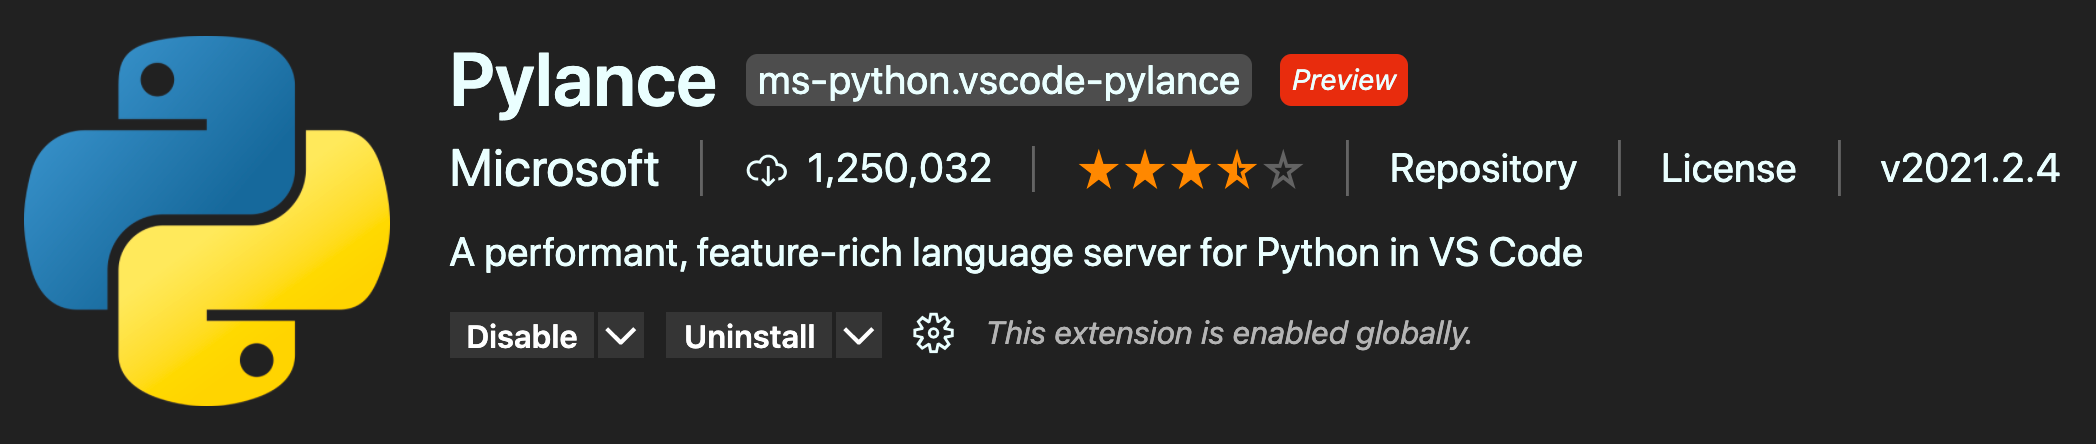 Pylance ms-python.vscode-pylance Preview
Microsoft 1,250,032 Repository License v2021.2.4
A performant, feature-rich language server for Python in VS Code
Disable Uninstall This extension is enabled globally.